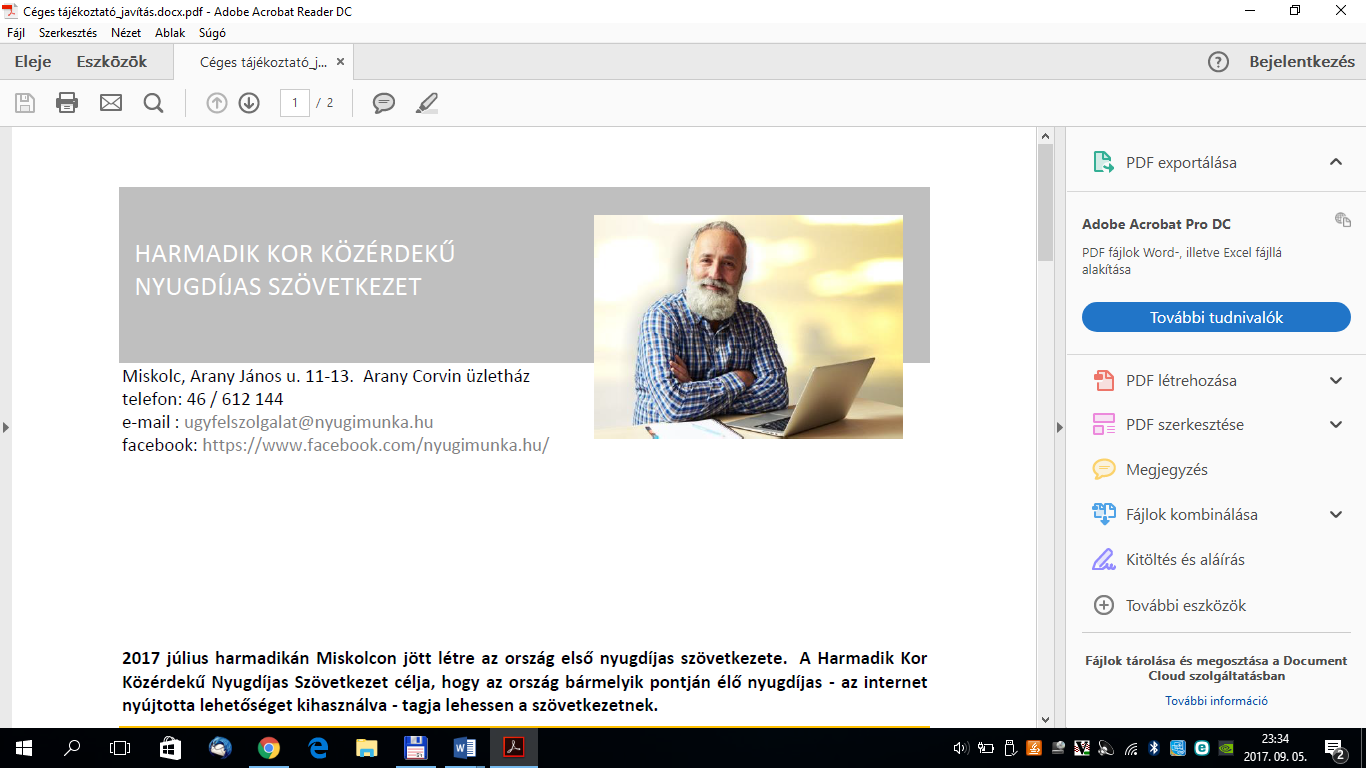 Céges tájékoztató_javítás.docx.pdf - Adobe Acrobat Reader DC
Fájl Szerkesztés Nézet Ablak Súgó
Eleje Eszközök Céges tájékoztató_j... × ? Bejelentkezés
1 / 2
HARMADIK KOR KÖZÉRDEKŰ
NYUGDÍJAS SZÖVETKEZET
Miskolc, Arany János u. 11-13. Arany Corvin üzletház
telefon: 46 / 612 144
e-mail : ugyfelszolgalat@nyugimunka.hu
facebook: https://www.facebook.com/nyugimunka.hu/
2017 július harmadikán Miskolcon jött létre az ország első nyugdíjas szövetkezete. A Harmadik Kor
Közérdekű Nyugdíjas Szövetkezet célja, hogy az ország bármelyik pontján élő nyugdíjas - az internet
nyújtotta lehetőséget kihasználva - tagja lehessen a szövetkezetnek.
PDF exportálása
Adobe Acrobat Pro DC
PDF fájlok Word-, illetve Excel fájllá
alakítása
További tudnivalók
PDF létrehozása
PDF szerkesztése
Megjegyzés
Fájlok kombinálása
Kitöltés és aláírás
További eszközök
Fájlok tárolása és megosztása a Document
Cloud szolgáltatásban
További információ
23:34
2017. 09. 05.
2